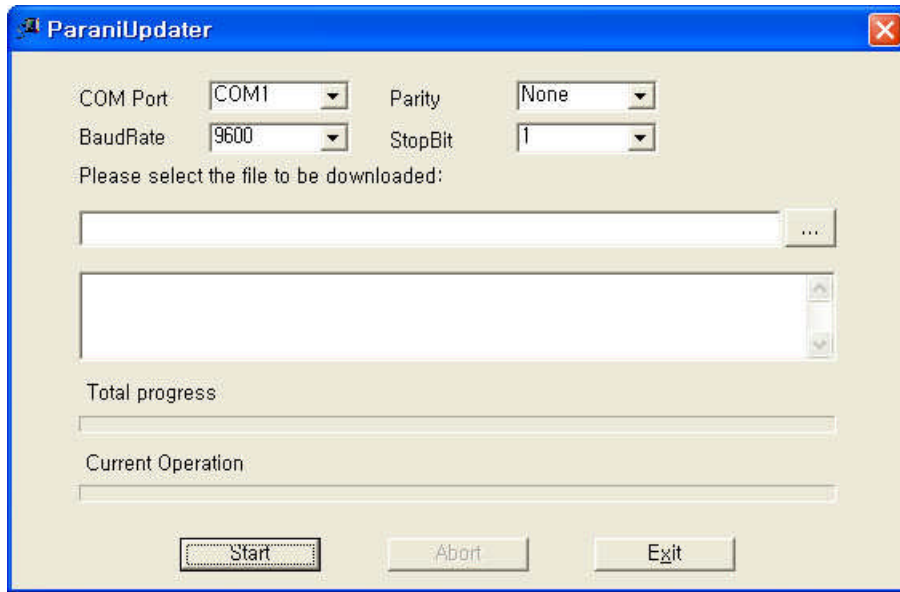 ParaniUpdater
COM Port COM1 Parity None
BaudRate 9600 StopBit 1
Please select the file to be downloaded:
...
Total progress
Current Operation
Start Abort Exit